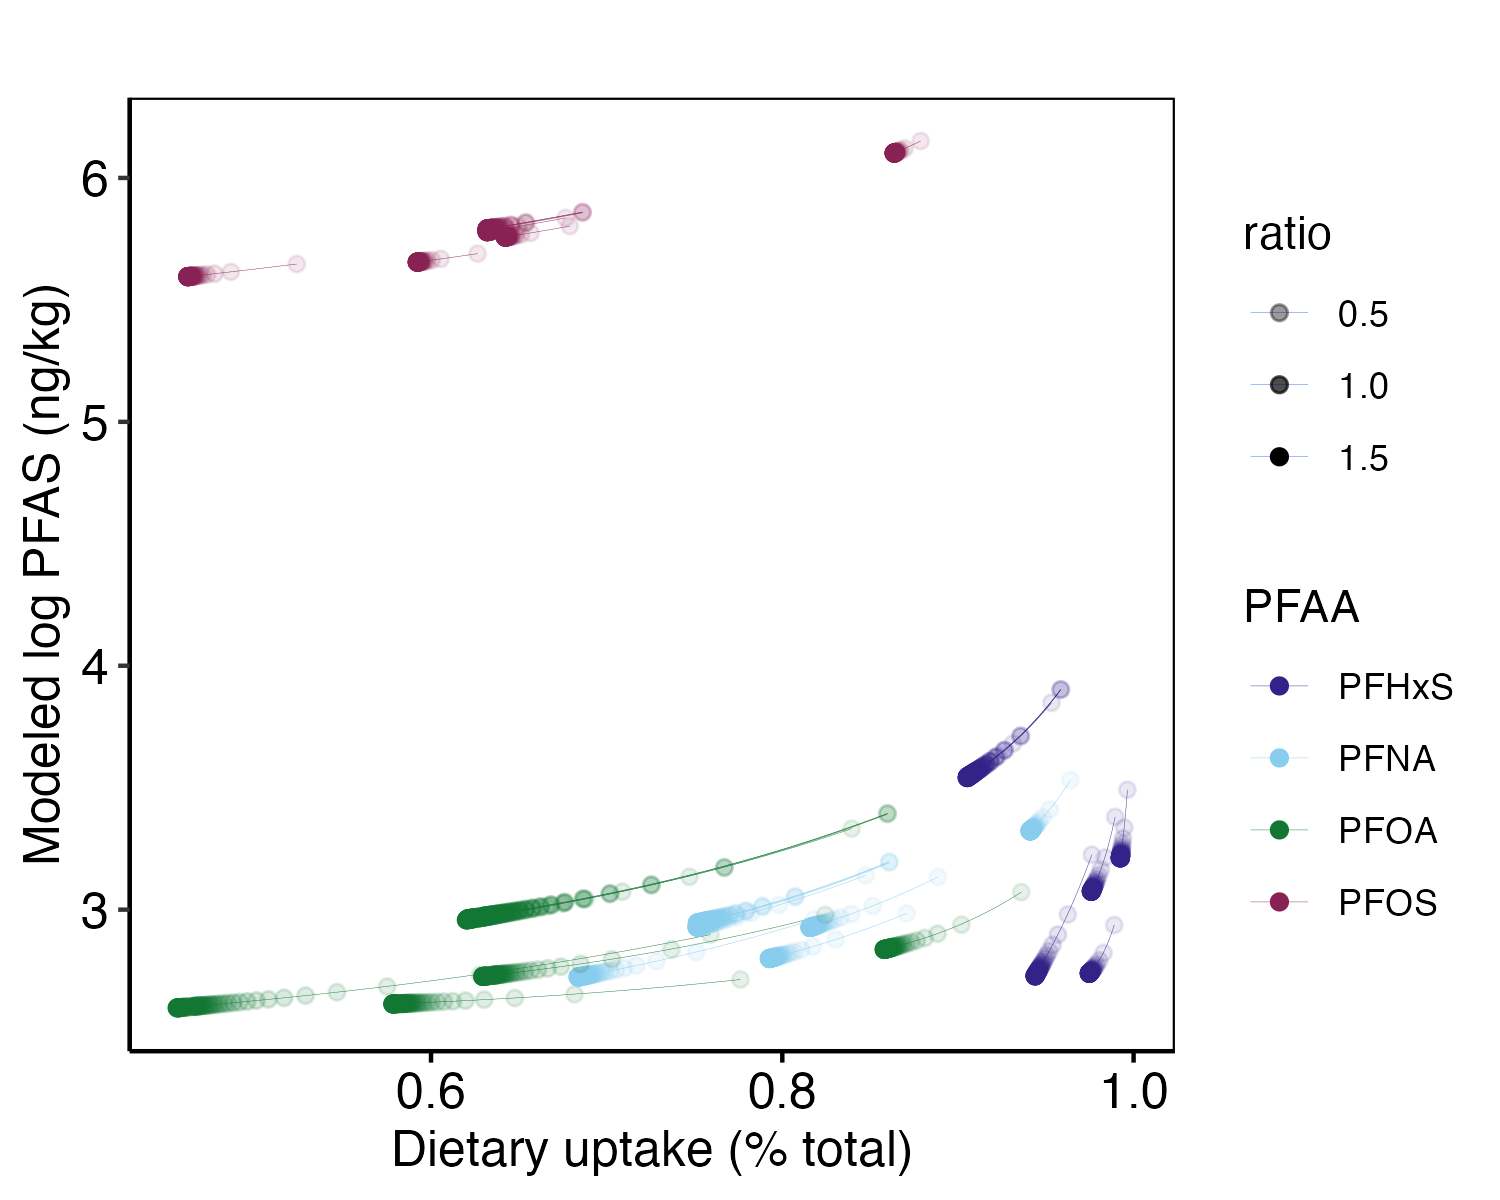 6
5
4
3
Modeled log PFAS (ng/kg)
0.6
0.8
1.0
Dietary uptake (% total)
ratio
0.5
1.0
1.5
PFAA
PFHxS
PFNA
PFOA
PFOS